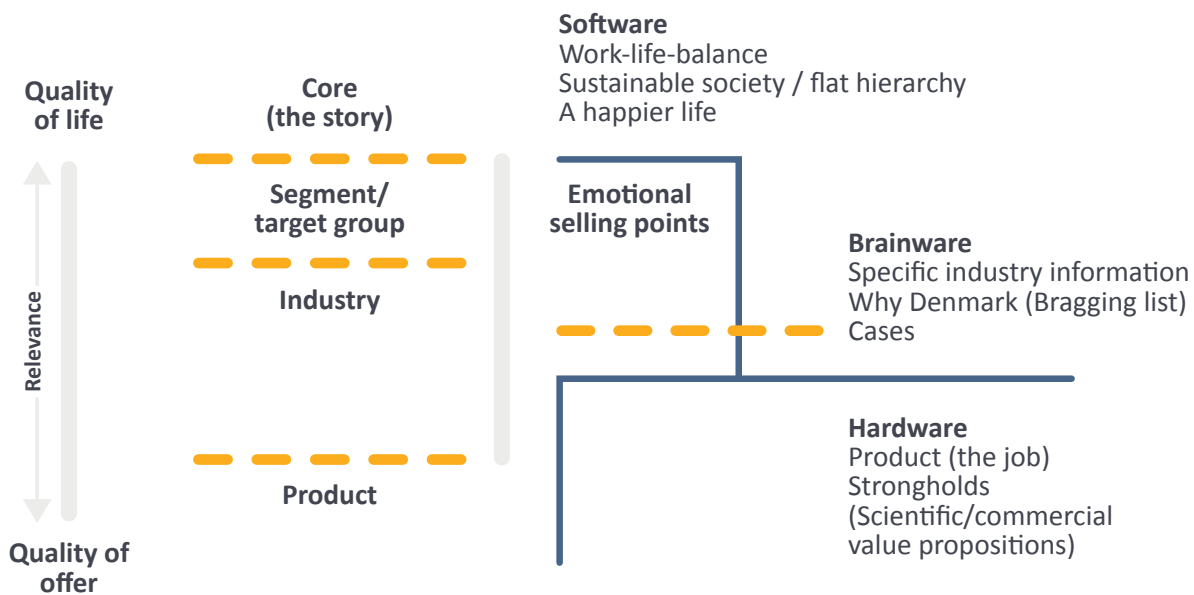 Quality
of life
Relevance
Quality of
offer
Core
(the story)
Segment/
target group
Industry
Product
Software
Work-life-balance
Sustainable society / flat hierarchy
A happier life
Emotional
selling points
Brainware
Specific industry information
Why Denmark (Bragging list)
Cases
Hardware
Product (the job)
Strongholds
(Scientific/commercial
value propositions)